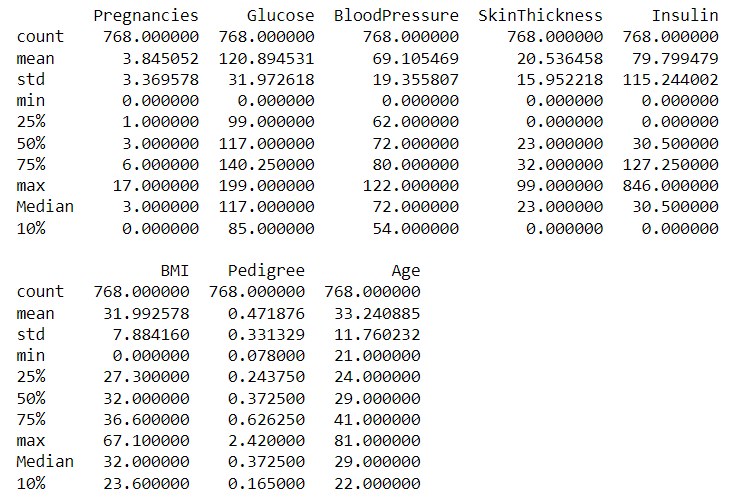 Pregnancies Glucose BloodPressure SkinThickness Insulin
count 768.000000 768.000000 768.000000 768.000000 768.000000
mean 3.845052 120.894531 69.105469 20.536458 79.799479
std 3.369578 31.972618 19.355807 15.952218 115.244002
min 0.000000 0.000000 0.000000 0.000000 0.000000
25% 1.000000 99.000000 62.000000 0.000000 0.000000
50% 3.000000 117.000000 72.000000 23.000000 30.500000
75% 6.000000 140.250000 80.000000 32.000000 127.250000
max 17.000000 199.000000 122.000000 99.000000 846.000000
Median 3.000000 117.000000 72.000000 23.000000 30.500000
10% 0.000000 85.000000 54.000000 0.000000 0.000000
BMI Pedigree Age
count 768.000000 768.000000 768.000000
mean 31.992578 0.471876 33.240885
std 7.884160 0.331329 11.760232
min 0.000000 0.078000 21.000000
25% 27.300000 0.243750 24.000000
50% 32.000000 0.372500 29.000000
75% 36.600000 0.626250 41.000000
max 67.100000 2.420000 81.000000
Median 32.000000 0.372500 29.000000
10% 23.600000 0.165000 22.000000